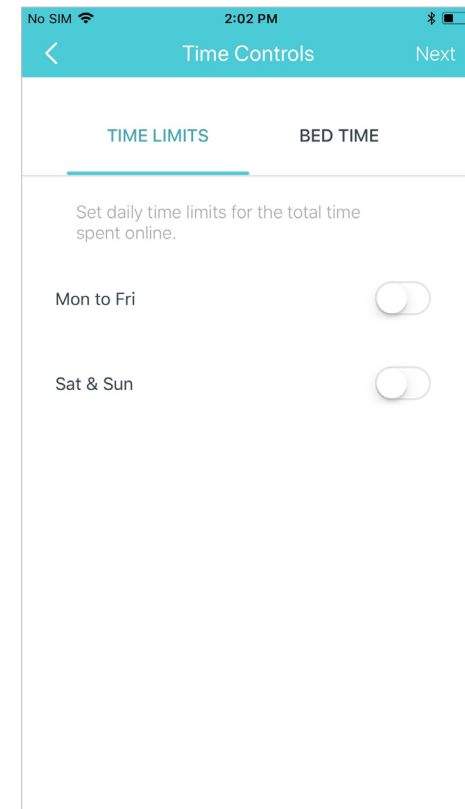 No SIM 2:02 PM
Time Controls Next
TIME LIMITS BED TIME
Set daily time limits for the total time
spent online.
Mon to Fri
Sat & Sun